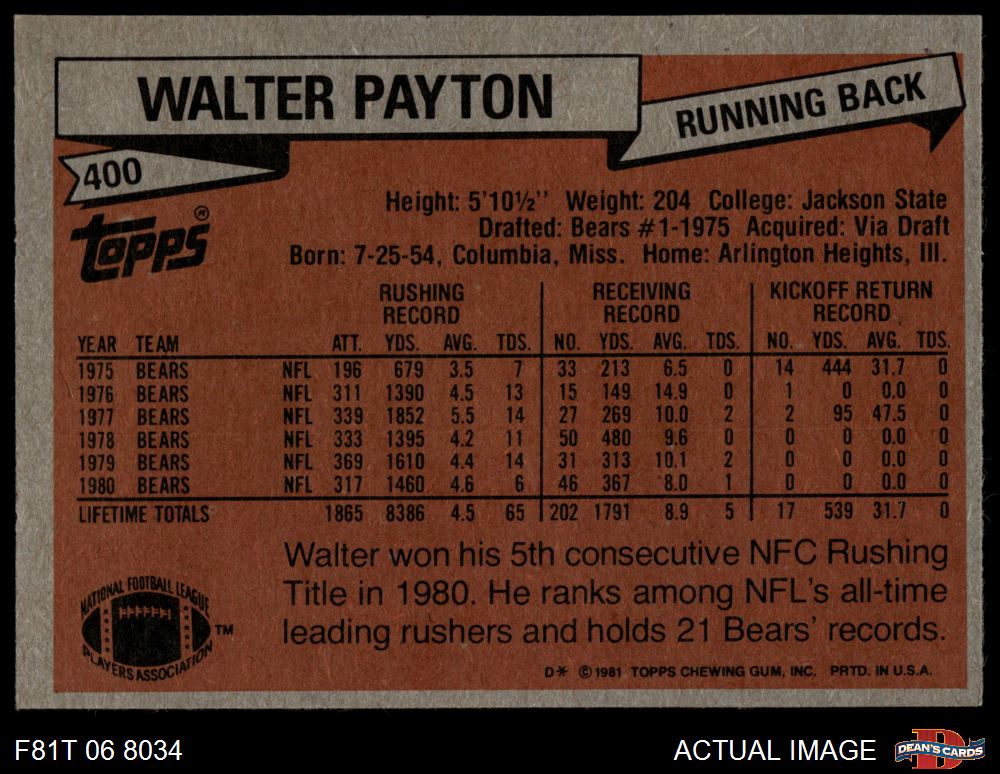 WALTER PAYTON
RUNNING BACK
400
TOPPS®
Height: 5'10½'' Weight: 204 College: Jackson State
Drafted: Bears #1-1975 Acquired: Via Draft
Born: 7-25-54, Columbia, Miss. Home: Arlington Heights, Ill.
RUSHING RECORD RECEIVING RECORD KICKOFF RETURN RECORD
YEAR TEAM ATT. YDS. AVG. TDS. NO. YDS. AVG. TDS. NO. YDS. AVG. TDS.
1975 BEARS NFL 196 679 3.5 7 33 213 6.5 0 14 444 31.7 0
1976 BEARS NFL 311 1390 4.5 13 15 149 14.9 0 1 0 0.0 0
1977 BEARS NFL 339 1852 5.5 14 27 269 10.0 2 2 95 47.5 0
1978 BEARS NFL 333 1395 4.2 11 50 480 9.6 0 0 0 0.0 0
1979 BEARS NFL 369 1610 4.4 14 31 313 10.1 2 0 0 0.0 0
1980 BEARS NFL 317 1460 4.6 6 46 367 8.0 1 0 0 0.0 0
LIFETIME TOTALS 1865 8386 4.5 65 202 1791 8.9 5 17 539 31.7 0
Walter won his 5th consecutive NFC Rushing
Title in 1980. He ranks among NFL's all-time
leading rushers and holds 21 Bears' records.
NATIONAL FOOTBALL LEAGUE
PLAYERS ASSOCIATION
TM
D* ©1981 TOPPS CHEWING GUM, INC. PRTD. IN U.S.A.
F81T 06 8034
ACTUAL IMAGE
D
DEAN'S CARDS